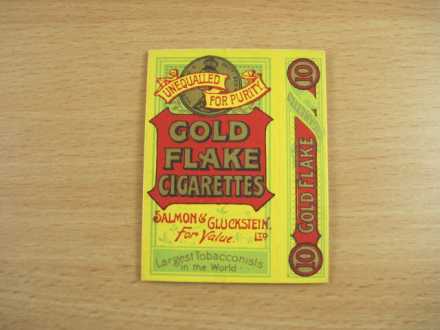 UNEQUALLED
FOR PURITY
GOLD
FLAKE
CIGARETTES
SALMON & GLUCKSTEIN
LTD
For Value.
Largest Tobacconists
in the World
10
GOLD FLAKE
10